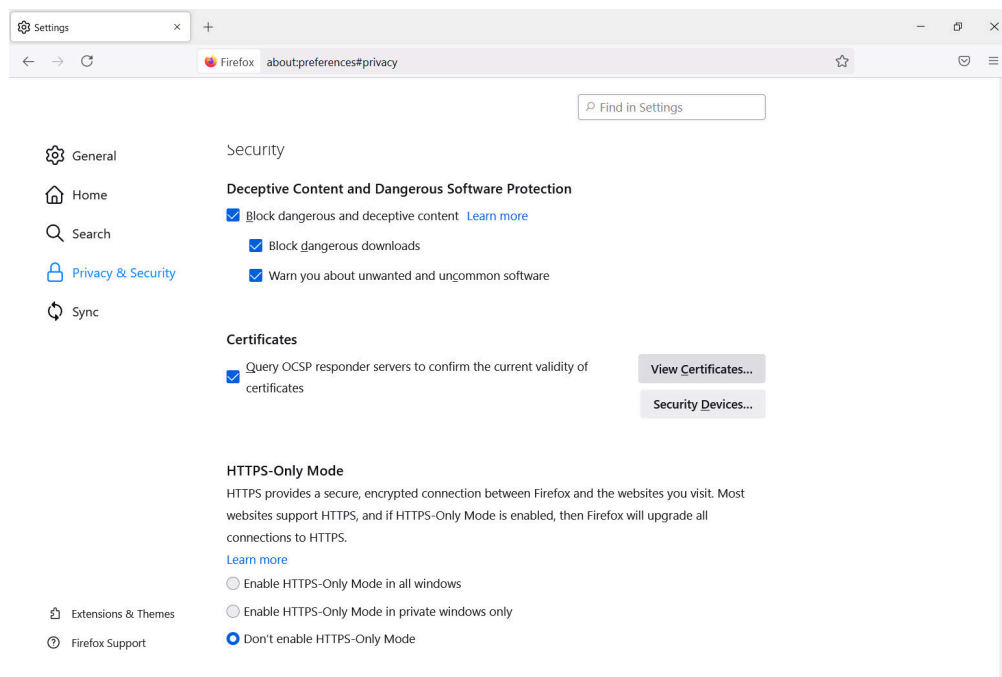 Settings
Firefox about:preferences#privacy
Find in Settings
General
Home
Search
Privacy & Security
Sync
Extensions & Themes
Firefox Support
Security
Deceptive Content and Dangerous Software Protection
Block dangerous and deceptive content Learn more
Block dangerous downloads
Warn you about unwanted and uncommon software
Certificates
Query OCSP responder servers to confirm the current validity of
certificates
View Certificates...
Security Devices...
HTTPS-Only Mode
HTTPS provides a secure, encrypted connection between Firefox and the websites you visit. Most
websites support HTTPS, and if HTTPS-Only Mode is enabled, then Firefox will upgrade all
connections to HTTPS.
Learn more
Enable HTTPS-Only Mode in all windows
Enable HTTPS-Only Mode in private windows only
Don't enable HTTPS-Only Mode